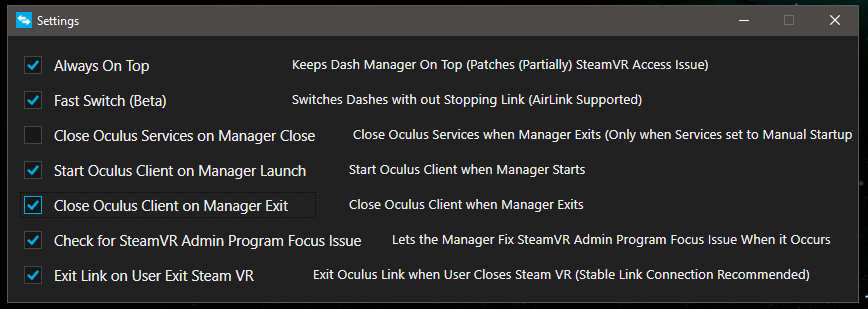 Settings
Always On Top Keeps Dash Manager On Top (Patches (Partially) SteamVR Access Issue)
Fast Switch (Beta) Switches Dashes with out Stopping Link (AirLink Supported)
Close Oculus Services on Manager Close Close Oculus Services when Manager Exits (Only when Services set to Manual Startup
Start Oculus Client on Manager Launch Start Oculus Client when Manager Starts
Close Oculus Client on Manager Exit Close Oculus Client when Manager Exits
Check for SteamVR Admin Program Focus Issue Lets the Manager Fix SteamVR Admin Program Focus Issue When it Occurs
Exit Link on User Exit Steam VR Exit Oculus Link when User Closes Steam VR (Stable Link Connection Recommended)